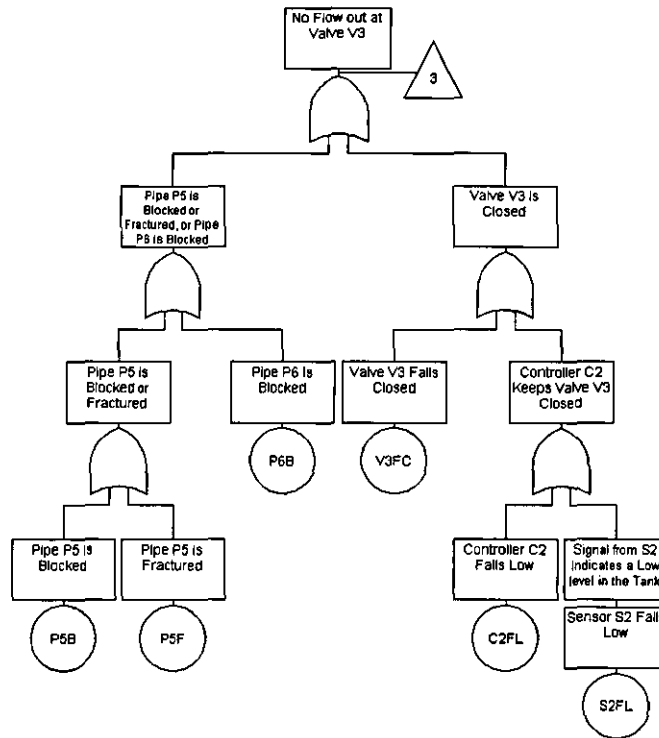 No Flow out at
Valve V3
3
Pipe P5 is
Blocked or
Fractured, or Pipe
P6 is Blocked
Valve V3 is
Closed
Pipe P5 is
Blocked or
Fractured
Pipe P6 is
Blocked
Valve V3 Fails
Closed
Controller C2
Keeps Valve V3
Closed
P6B
V3FC
Pipe P5 is
Blocked
Pipe P5 is
Fractured
Controller C2
Fails Low
Signal from S2
Indicates a Low
level in the Tank
P5B
P5F
C2FL
Sensor S2 Fails
Low
S2FL